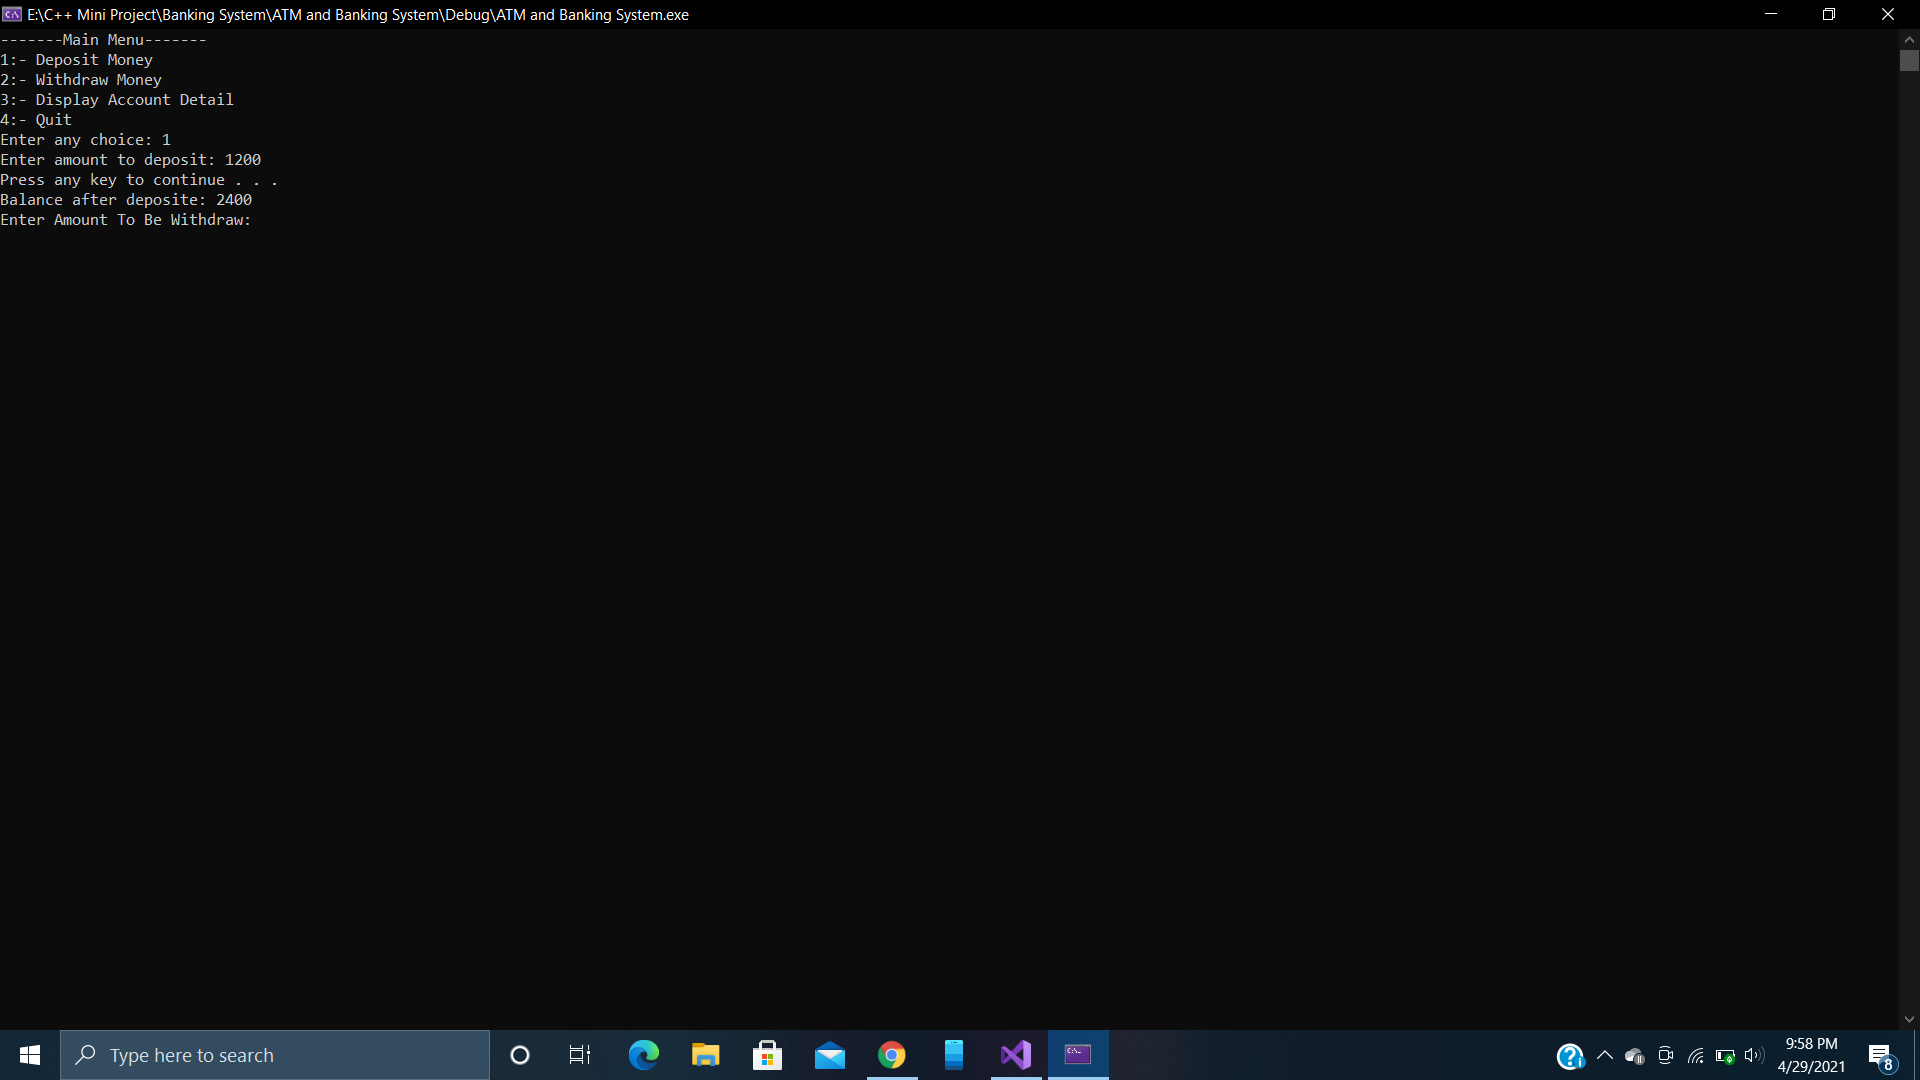 E:\C++ Mini Project\Banking System\ATM and Banking System\Debug\ATM and Banking System.exe
-------Main Menu-------
1:- Deposit Money
2:- Withdraw Money
3:- Display Account Detail
4:- Quit
Enter any choice: 1
Enter amount to deposit: 1200
Press any key to continue . . .
Balance after deposite: 2400
Enter Amount To Be Withdraw:
Type here to search
9:58 PM
4/29/2021
8